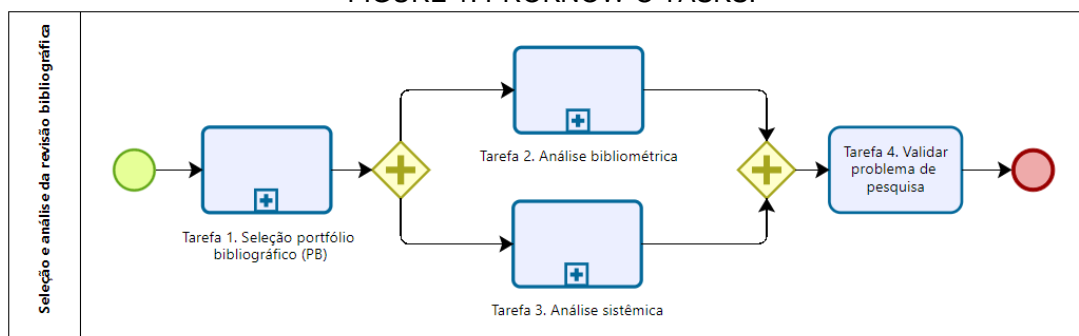 Seleção e análise da revisão bibliográfica
Tarefa 1. Seleção portfólio
bibliográfico (PB)
Tarefa 2. Análise bibliométrica
Tarefa 3. Análise sistêmica
Tarefa 4. Validar
problema de
pesquisa